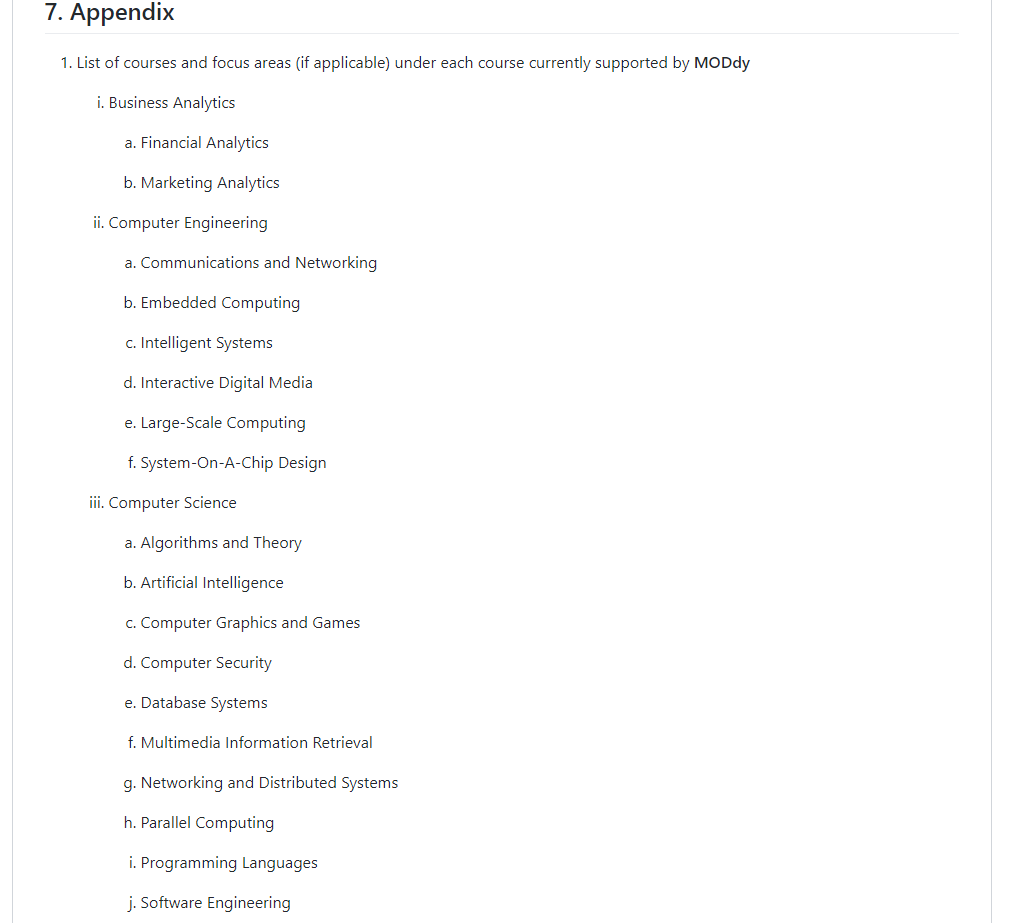 7. Appendix
1. List of courses and focus areas (if applicable) under each course currently supported by MODdy
i. Business Analytics
a. Financial Analytics
b. Marketing Analytics
ii. Computer Engineering
a. Communications and Networking
b. Embedded Computing
c. Intelligent Systems
d. Interactive Digital Media
e. Large-Scale Computing
f. System-On-A-Chip Design
iii. Computer Science
a. Algorithms and Theory
b. Artificial Intelligence
c. Computer Graphics and Games
d. Computer Security
e. Database Systems
f. Multimedia Information Retrieval
g. Networking and Distributed Systems
h. Parallel Computing
i. Programming Languages
j. Software Engineering